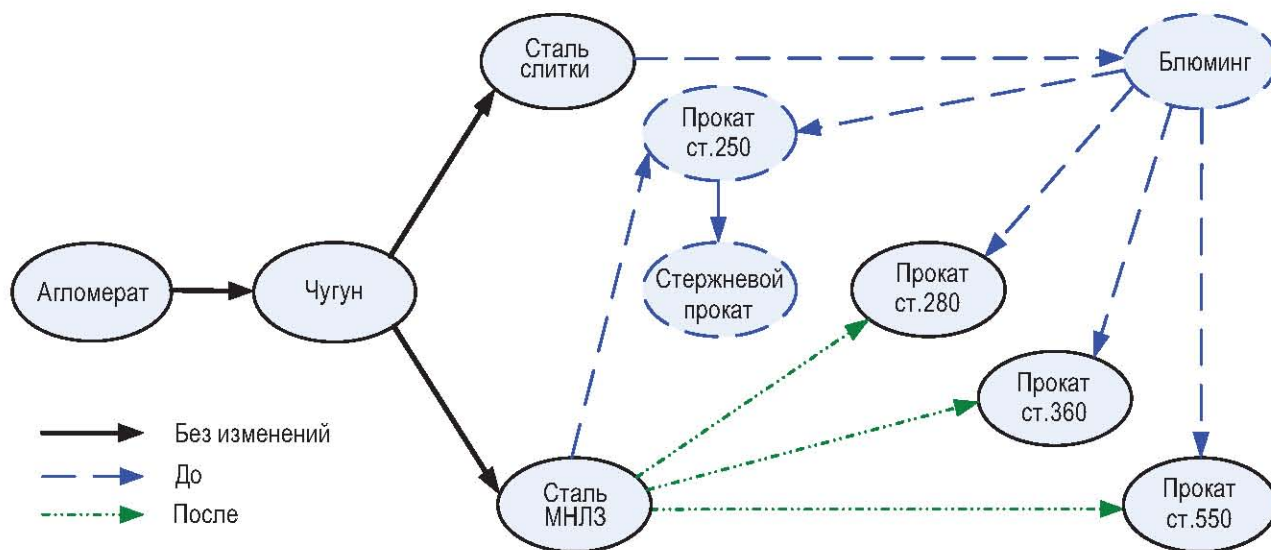 Сталь
слитки
Блюминг
Прокат
ст.250
Агломерат
Чугун
Стержневой
прокат
Прокат
ст.280
Прокат
ст.360
Сталь
МНЛЗ
Прокат
ст.550
Без изменений
До
После